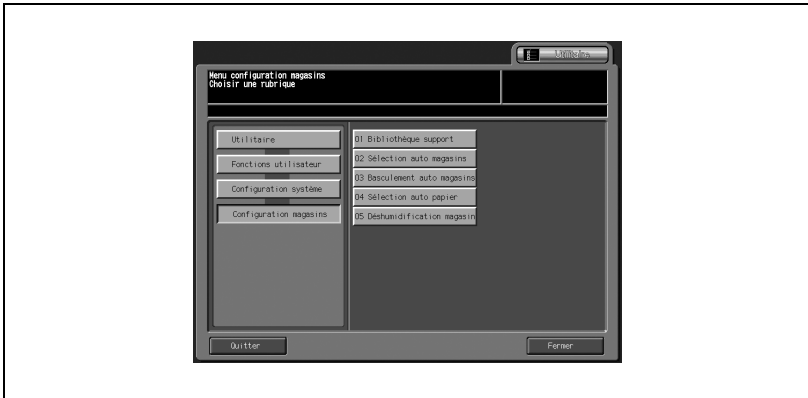 Utilitaire
Menu configuration magasins
Choisir une rubrique
Utilitaire
Fonctions utilisateur
Configuration système
Configuration magasins
01 Bibliothèque support
02 Sélection auto magasins
03 Basculement auto magasins
04 Sélection auto papier
05 Déshumidification magasin
Quitter
Fermer